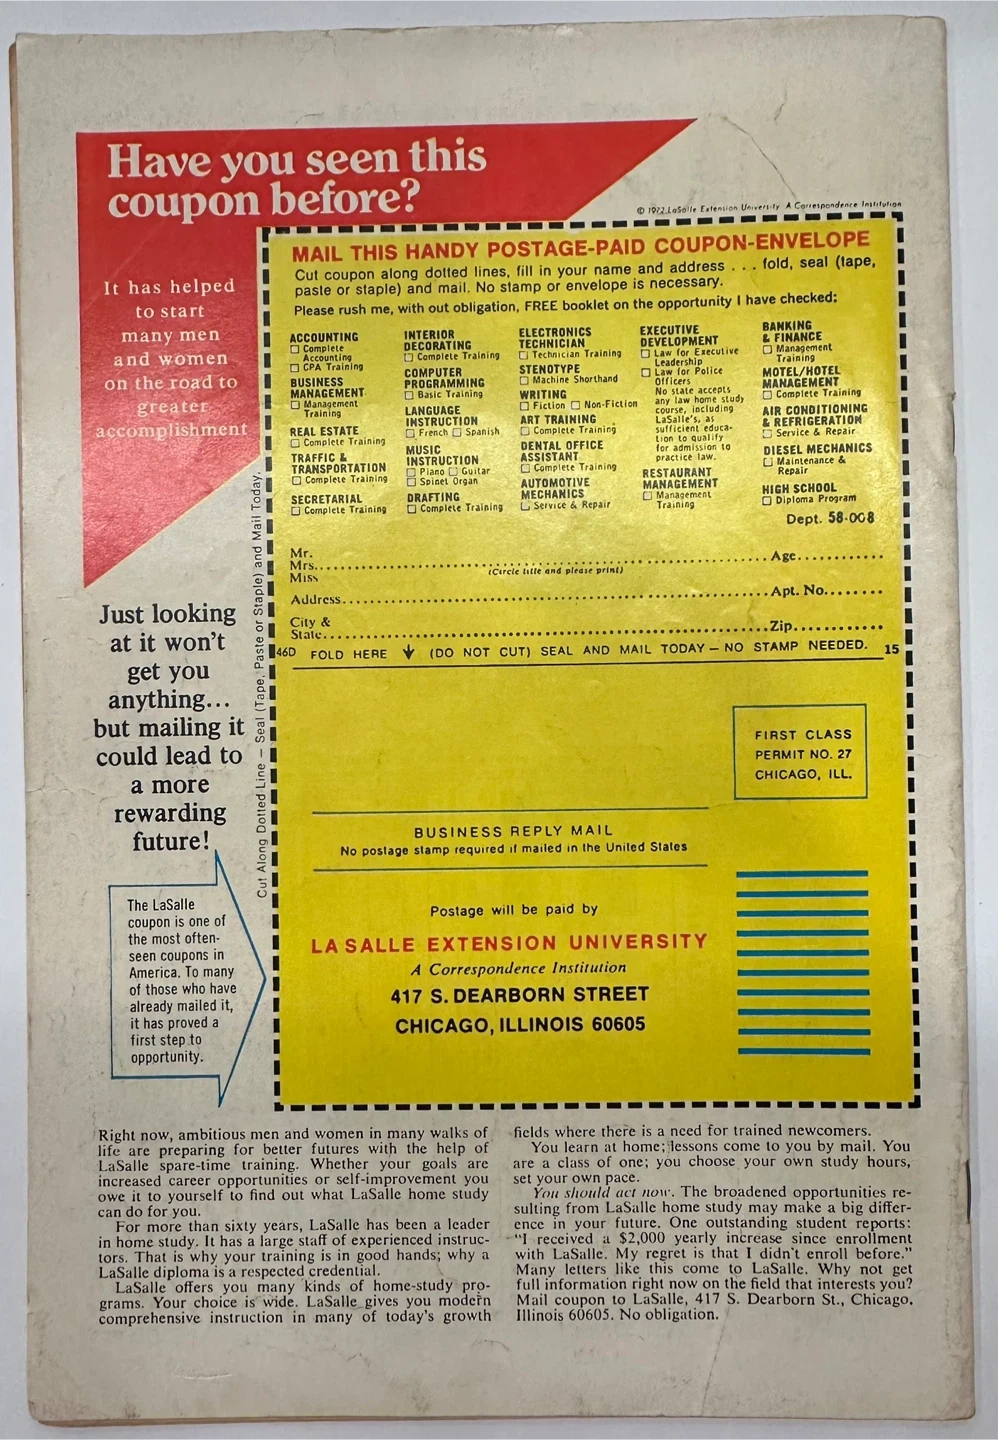 Have you seen this
coupon before?
© 1972 LaSalle Extension University A Correspondence Institution
It has helped
to start
many men
and women
on the road to
greater
accomplishment
MAIL THIS HANDY POSTAGE-PAID COUPON-ENVELOPE
Cut coupon along dotted lines, fill in your name and address . . . fold, seal (tape,
paste or staple) and mail. No stamp or envelope is necessary.
Please rush me, with out obligation, FREE booklet on the opportunity I have checked:
ACCOUNTING
☐ Complete
Accounting
☐ CPA Training
BUSINESS
MANAGEMENT
☐ Management
Training
REAL ESTATE
☐ Complete Training
TRAFFIC &
TRANSPORTATION
☐ Complete Training
SECRETARIAL
☐ Complete Training
INTERIOR
DECORATING
☐ Complete Training
COMPUTER
PROGRAMMING
☐ Basic Training
LANGUAGE
INSTRUCTION
☐ French ☐ Spanish
MUSIC
INSTRUCTION
☐ Piano ☐ Guitar
☐ Spinet Organ
DRAFTING
☐ Complete Training
ELECTRONICS
TECHNICIAN
☐ Technician Training
STENOTYPE
☐ Machine Shorthand
WRITING
☐ Fiction ☐ Non-Fiction
ART TRAINING
☐ Complete Training
DENTAL OFFICE
ASSISTANT
☐ Complete Training
AUTOMOTIVE
MECHANICS
☐ Service & Repair
EXECUTIVE
DEVELOPMENT
☐ Law for Executive
Leadership
☐ Law for Police
Officers
No state accepts
any law home study
course, including
LaSalle's, as
sufficient educa-
tion to qualify
for admission to
practice law.
RESTAURANT
MANAGEMENT
☐ Management
Training
BANKING
& FINANCE
☐ Management
Training
MOTEL/HOTEL
MANAGEMENT
☐ Complete Training
AIR CONDITIONING
& REFRIGERATION
☐ Service & Repair
DIESEL MECHANICS
☐ Maintenance &
Repair
HIGH SCHOOL
☐ Diploma Program
Dept. 58-008
Mr.
Mrs.......................................................Age............
Miss
(Circle title and please print)
Address.......................................................Apt. No........
City &
State.......................................................Zip............
46D FOLD HERE ↓ (DO NOT CUT) SEAL AND MAIL TODAY – NO STAMP NEEDED. 15
Cut Along Dotted Line – Seal (Tape, Paste or Staple) and Mail Today.
Just looking
at it won't
get you
anything...
but mailing it
could lead to
a more
rewarding
future!
FIRST CLASS
PERMIT NO. 27
CHICAGO, ILL.
BUSINESS REPLY MAIL
No postage stamp required if mailed in the United States
Postage will be paid by
LA SALLE EXTENSION UNIVERSITY
A Correspondence Institution
417 S. DEARBORN STREET
CHICAGO, ILLINOIS 60605
The LaSalle
coupon is one of
the most often-
seen coupons in
America. To many
of those who have
already mailed it,
it has proved a
first step to
opportunity.
Right now, ambitious men and women in many walks of
life are preparing for better futures with the help of
LaSalle spare-time training. Whether your goals are
increased career opportunities or self-improvement you
owe it to yourself to find out what LaSalle home study
can do for you.
For more than sixty years, LaSalle has been a leader
in home study. It has a large staff of experienced instruc-
tors. That is why your training is in good hands; why a
LaSalle diploma is a respected credential.
LaSalle offers you many kinds of home-study pro-
grams. Your choice is wide. LaSalle gives you modern
comprehensive instruction in many of today's growth
fields where there is a need for trained newcomers.
You learn at home; lessons come to you by mail. You
are a class of one; you choose your own study hours,
set your own pace.
You should act now. The broadened opportunities re-
sulting from LaSalle home study may make a big differ-
ence in your future. One outstanding student reports:
"I received a $2,000 yearly increase since enrollment
with LaSalle. My regret is that I didn't enroll before."
Many letters like this come to LaSalle. Why not get
full information right now on the field that interests you?
Mail coupon to LaSalle, 417 S. Dearborn St., Chicago,
Illinois 60605. No obligation.